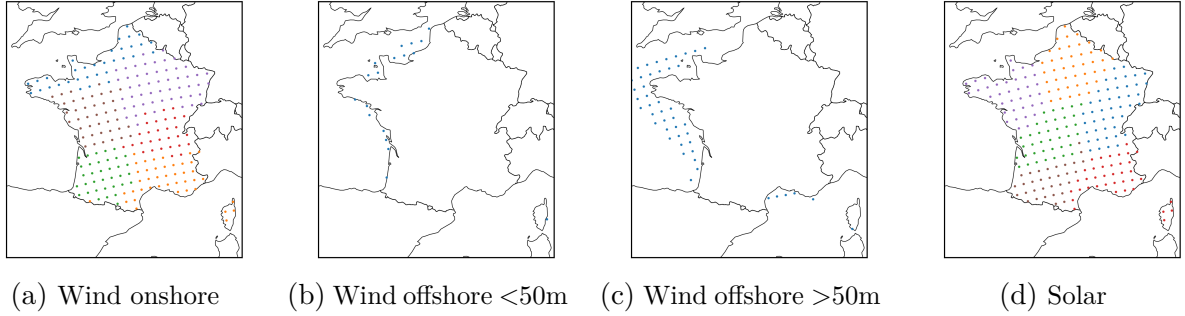 (a) Wind onshore
(b) Wind offshore <50m
(c) Wind offshore >50m
(d) Solar